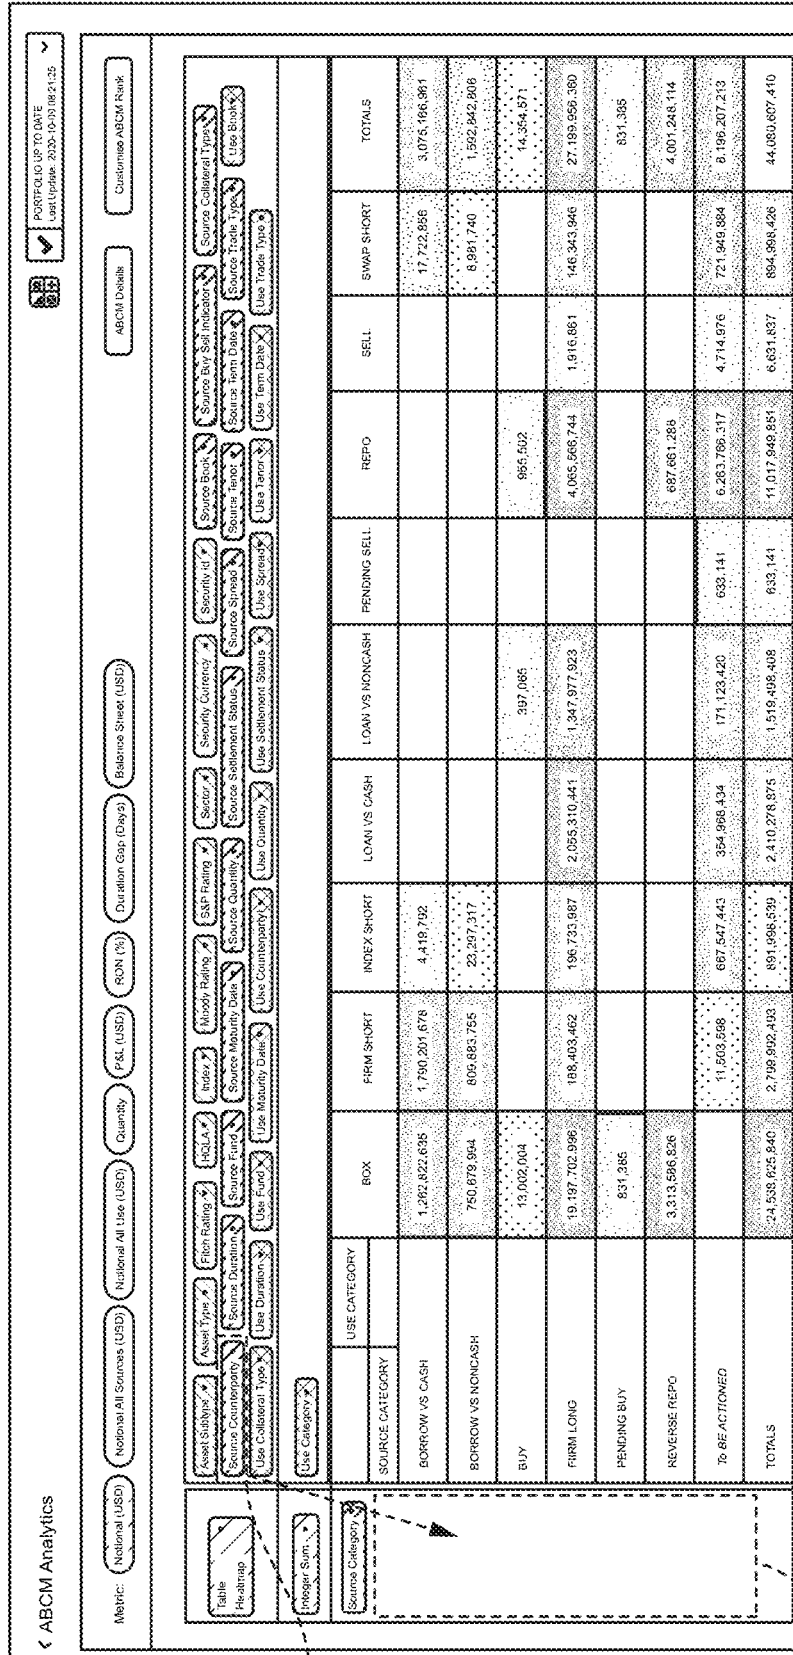 < ABCM Analytics
PORTFOLIO UP TO DATE
Last Update: 2020-10-09 08:21:25
Metric: Notional (USD) Notional All Sources (USD) Notional All Use (USD) Quantity P&L (USD) RON (%) Duration Gap (Days) Balance Sheet (USD) ABCM Details Customise ABCM Rank
Table
Heatmap
Asset Subtype Asset Type Fitch Rating HQLA Index Moody Rating S&P Rating Sector Security Currency Security Id Source Book Source Buy Sell Indicator Source Collateral Type
Source Counterparty Source Duration Source Fund Source Maturity Date Source Quantity Source Settlement Status Source Spread Source Tenor Source Term Date Source Trade Type Use Book
Use Collateral Type Use Duration Use Fund Use Maturity Date Use Counterparty Use Quantity Use Settlement Status Use Spread Use Tenor Use Term Date Use Trade Type
Integer Sum Use Category
Source Category
USE CATEGORY BOX FIRM SHORT INDEX SHORT LOAN VS CASH LOAN VS NONCASH PENDING SELL REPO SELL SWAP SHORT TOTALS
SOURCE CATEGORY
BORROW VS CASH 1,262,822,635 1,790,201,678 4,419,792 17,722,856 3,075,166,961
BORROW VS NONCASH 750,679,994 809,883,755 23,297,317 8,981,740 1,592,842,806
BUY 13,002,004 397,065 955,502 14,354,571
FIRM LONG 19,197,702,996 188,403,462 196,733,987 2,055,310,441 1,347,977,923 4,065,566,744 1,916,861 146,343,946 27,199,956,360
PENDING BUY 831,385 831,385
REVERSE REPO 3,313,586,826 687,661,288 4,001,248,114
To BE ACTIONED 11,503,598 667,547,443 354,968,434 171,123,420 633,141 6,263,766,317 4,714,976 721,949,884 8,196,207,213
TOTALS 24,538,625,840 2,799,992,493 891,998,539 2,410,278,875 1,519,498,408 633,141 11,017,949,851 6,631,837 894,998,426 44,080,607,410